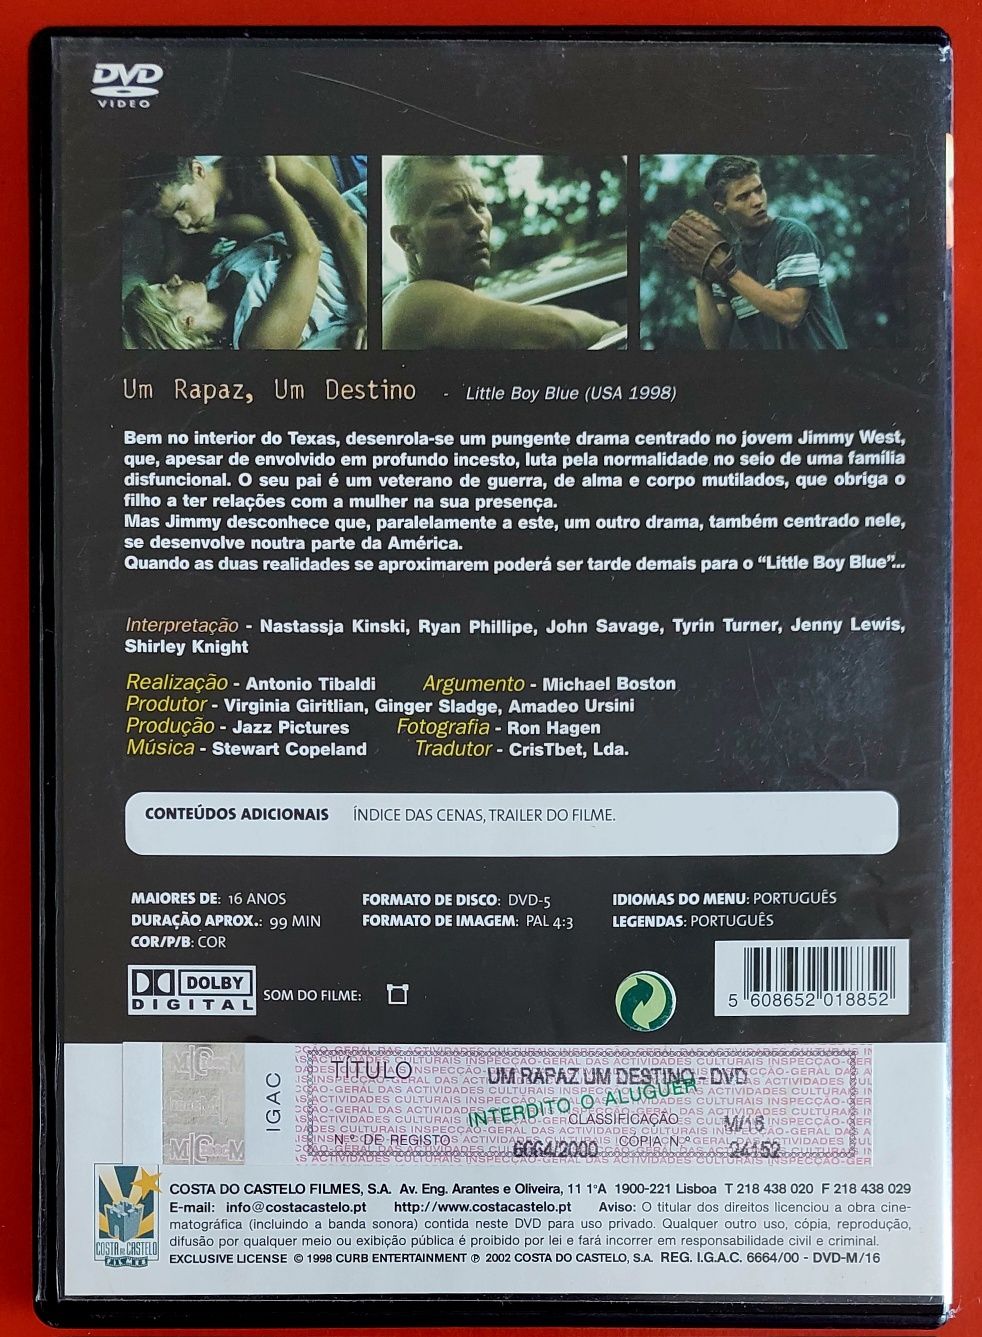 DVD
VIDEO
Um Rapaz, Um Destino - Little Boy Blue (USA 1998)
Bem no interior do Texas, desenrola-se um pungente drama centrado no jovem Jimmy West,
que, apesar de envolvido em profundo incesto, luta pela normalidade no seio de uma família
disfuncional. O seu pai é um veterano de guerra, de alma e corpo mutilados, que obriga o
filho a ter relações com a mulher na sua presença.
Mas Jimmy desconhece que, paralelamente a este, um outro drama, também centrado nele,
se desenvolve noutra parte da América.
Quando as duas realidades se aproximarem poderá ser tarde demais para o “Little Boy Blue”...
Interpretação - Nastassja Kinski, Ryan Phillipe, John Savage, Tyrin Turner, Jenny Lewis,
Shirley Knight
Realização - Antonio Tibaldi Argumento - Michael Boston
Produtor - Virginia Giritlian, Ginger Sladge, Amadeo Ursini
Produção - Jazz Pictures Fotografia - Ron Hagen
Música - Stewart Copeland Tradutor - CrisTbet, Lda.
CONTEÚDOS ADICIONAIS ÍNDICE DAS CENAS, TRAILER DO FILME.
MAIORES DE: 16 ANOS FORMATO DE DISCO: DVD-5 IDIOMAS DO MENU: PORTUGUÊS
DURAÇÃO APROX.: 99 MIN FORMATO DE IMAGEM: PAL 4:3 LEGENDAS: PORTUGUÊS
COR/P/B: COR
DOLBY
DIGITAL SOM DO FILME:
5 608652 018852
IGAC
TÍTULO UM RAPAZ UM DESTINO - DVD
INTERDITO O ALUGUER
CLASSIFICAÇÃO M/16
N.º DE REGISTO 6664/2000 CÓPIA N.º 24152
INSPECÇÃO-GERAL DAS ACTIVIDADES CULTURAIS
COSTA DO CASTELO
FILMES
COSTA DO CASTELO FILMES, S.A. Av. Eng. Arantes e Oliveira, 11 1ºA 1900-221 Lisboa T 218 438 020 F 218 438 029
E-mail: info@costacastelo.pt http://www.costacastelo.pt Aviso: O titular dos direitos licenciou a obra cine-
matográfica (incluindo a banda sonora) contida neste DVD para uso privado. Qualquer outro uso, cópia, reprodução,
difusão por qualquer meio ou exibição pública é proibido por lei e fará incorrer em responsabilidade civil e criminal.
EXCLUSIVE LICENSE © 1998 CURB ENTERTAINMENT ℗ 2002 COSTA DO CASTELO, S.A. REG. I.G.A.C. 6664/00 - DVD-M/16